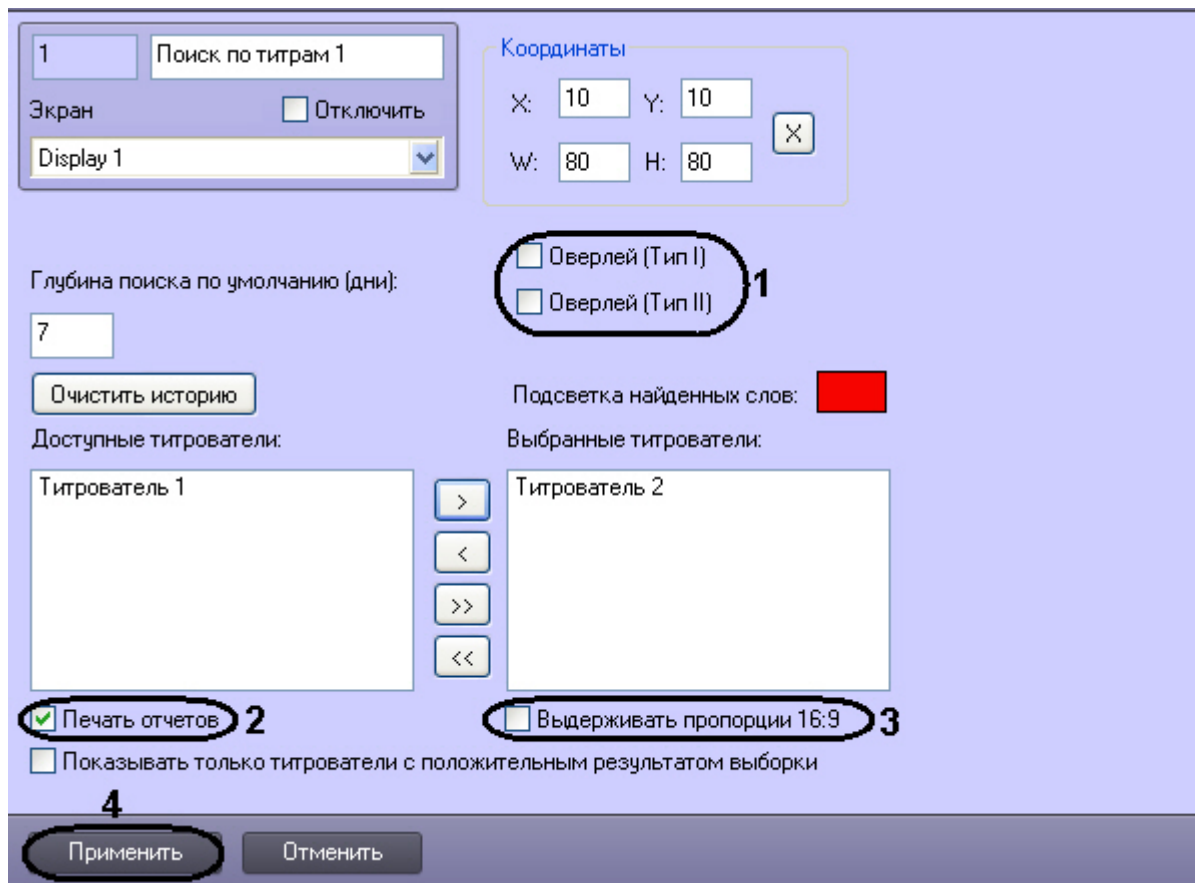 1 Поиск по титрам 1
Координаты
X: 10 Y: 10
X
Экран Отключить
Display 1
W: 80 H: 80
Оверлей (Тип I)
1
Оверлей (Тип II)
Глубина поиска по умолчанию (дни):
7
Очистить историю
Подсветка найденных слов:
Доступные титрователи:
Выбранные титрователи:
Титрователь 1
Титрователь 2
>
<
>>
<<
Печать отчетов 2
Выдерживать пропорции 16:9 3
Показывать только титрователи с положительным результатом выборки
4
Применить
Отменить